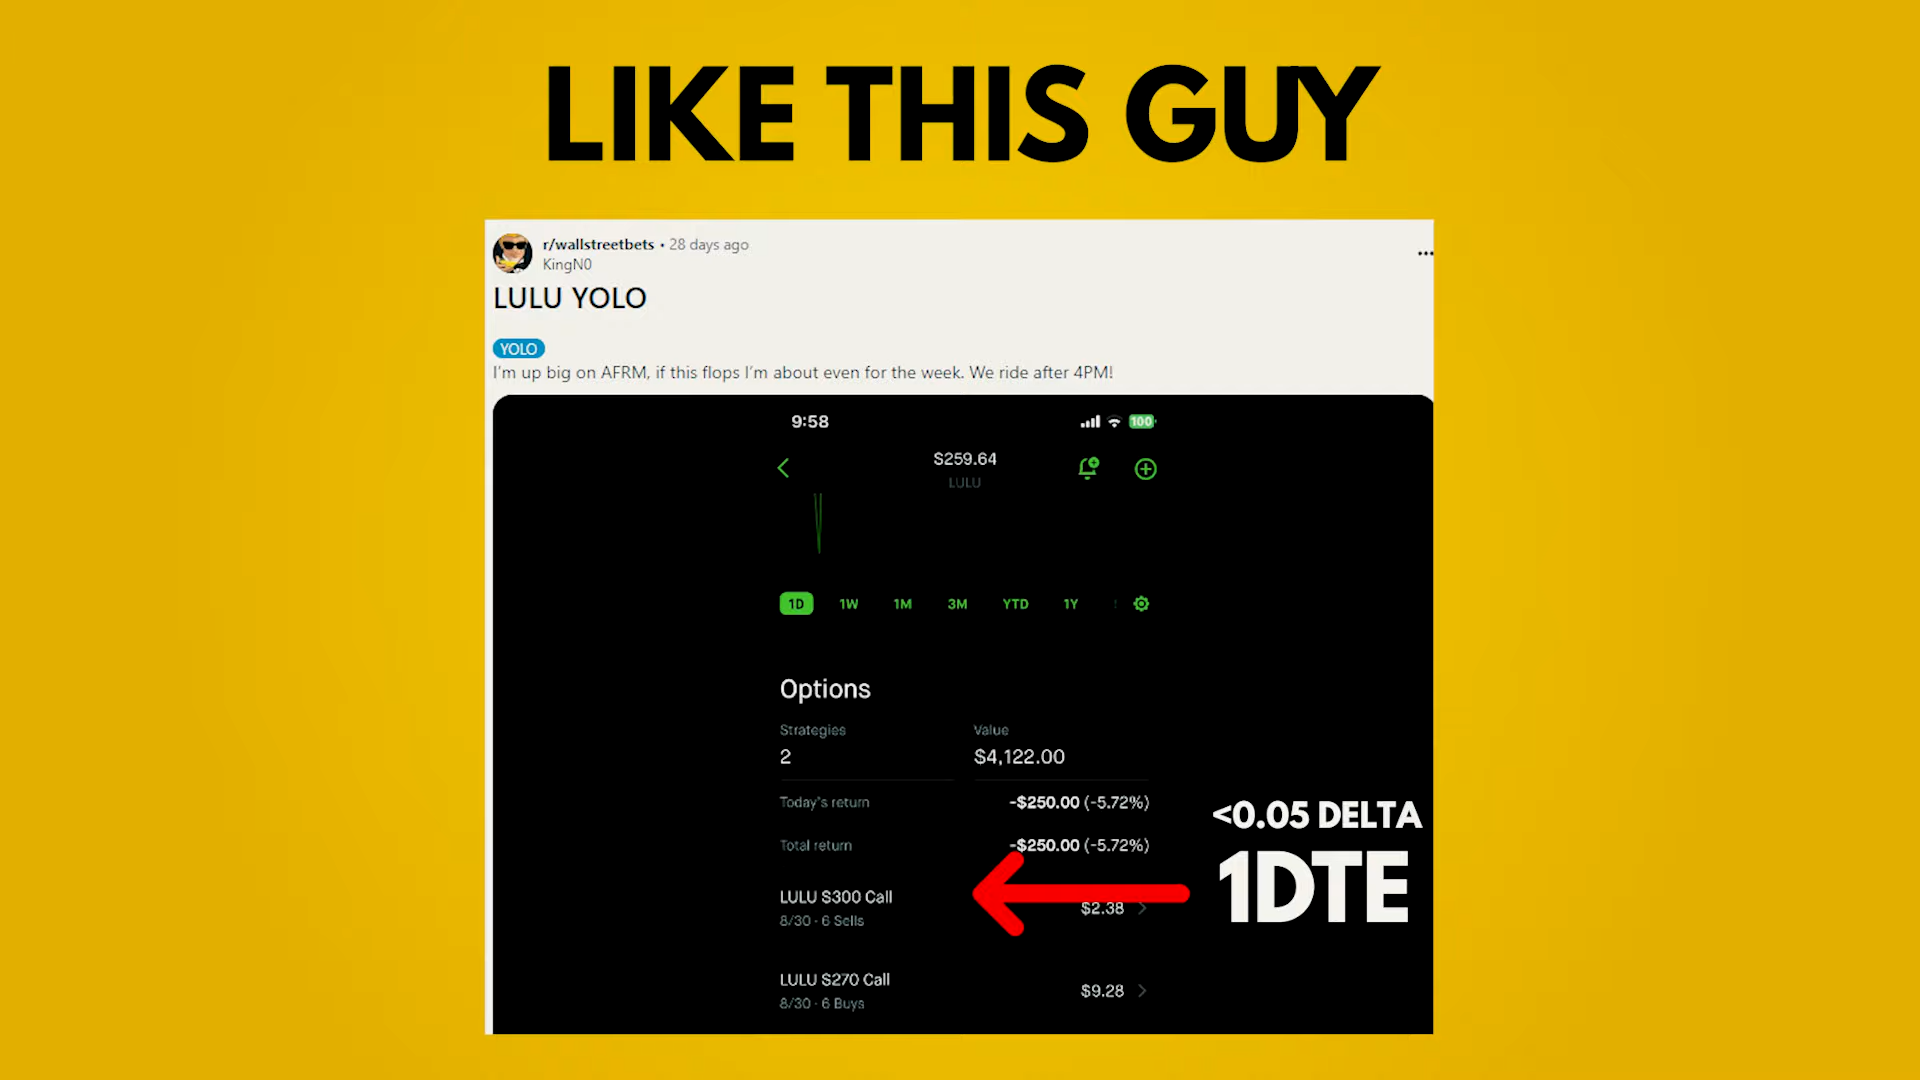 LIKE THIS GUY
r/wallstreetbets • 28 days ago
KingN0
LULU YOLO
YOLO
I'm up big on AFRM, if this flops I'm about even for the week. We ride after 4PM!
9:58
100
$259.64
LULU
1D 1W 1M 3M YTD 1Y
Options
Strategies Value
2 $4,122.00
Today's return -$250.00 (-5.72%)
Total return -$250.00 (-5.72%)
<0.05 DELTA
1DTE
LULU $300 Call
8/30 · 6 Sells
$2.38
LULU $270 Call
8/30 · 6 Buys
$9.28